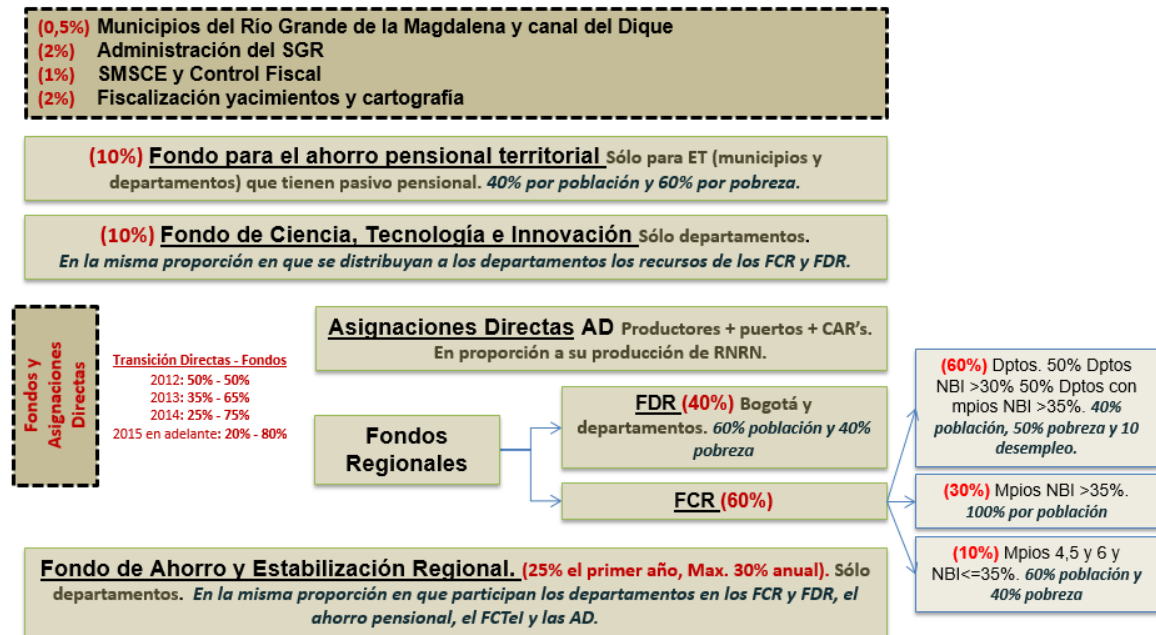 (0,5%) Municipios del Río Grande de la Magdalena y canal del Dique
(2%) Administración del SGR
(1%) SMSCE y Control Fiscal
(2%) Fiscalización yacimientos y cartografía
(10%) Fondo para el ahorro pensional territorial Sólo para ET (municipios y
departamentos) que tienen pasivo pensional. 40% por población y 60% por pobreza.
(10%) Fondo de Ciencia, Tecnología e Innovación Sólo departamentos.
En la misma proporción en que se distribuyan a los departamento los recursos de los FCR y FDR.
Fondos y
Asignaciones
Directas
Transición Directas - Fondos
2012: 50% - 50%
2013: 35% - 65%
2014: 25% - 75%
2015 en adelante: 20% - 80%
Asignaciones Directas AD Productores + puertos + CAR's.
En proporción a su producción de RNRN.
Fondos
Regionales
FDR (40%) Bogotá y
departamentos. 60% población y 40%
pobreza
FCR (60%)
(60%) Dptos. 50% Dptos
NBI >30% 50% Dptos con
mpios NBI >35%. 40%
población, 50% pobreza y 10
desempleo.
(30%) Mpios NBI >35%.
100% por población
(10%) Mpios 4,5 y 6 y
NBI<=35%. 60% población y
40% pobreza
Fondo de Ahorro y Estabilización Regional. (25% el primer año, Max. 30% anual). Sólo
departamentos. En la misma proporción en que participan los departamentos en los FCR y FDR, el
ahorro pensional, el FCTeI y las AD.